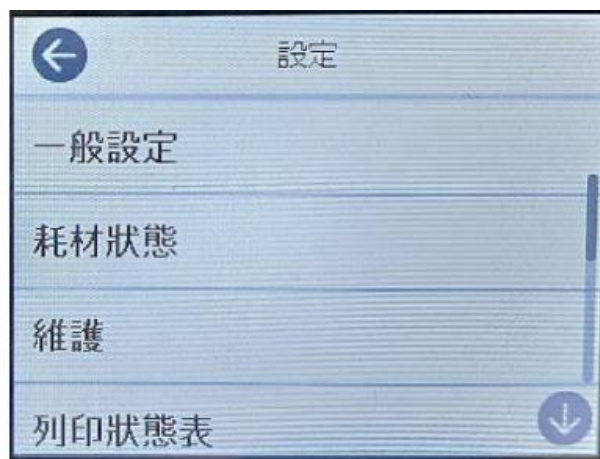 設定
一般設定
耗材狀態
維護
列印狀態表